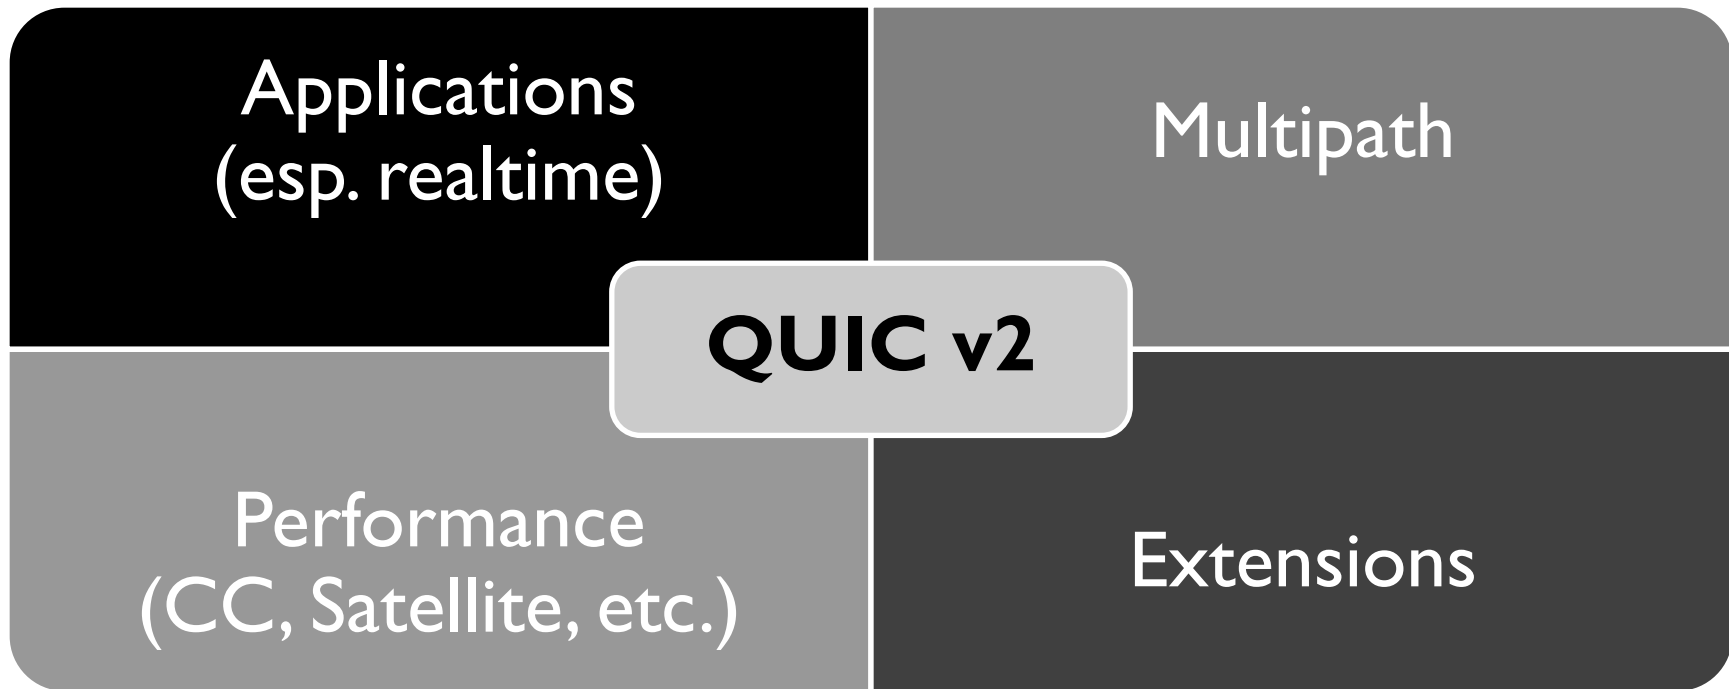 Applications
(esp. realtime)
Multipath
QUIC v2
Performance
(CC, Satellite, etc.)
Extensions